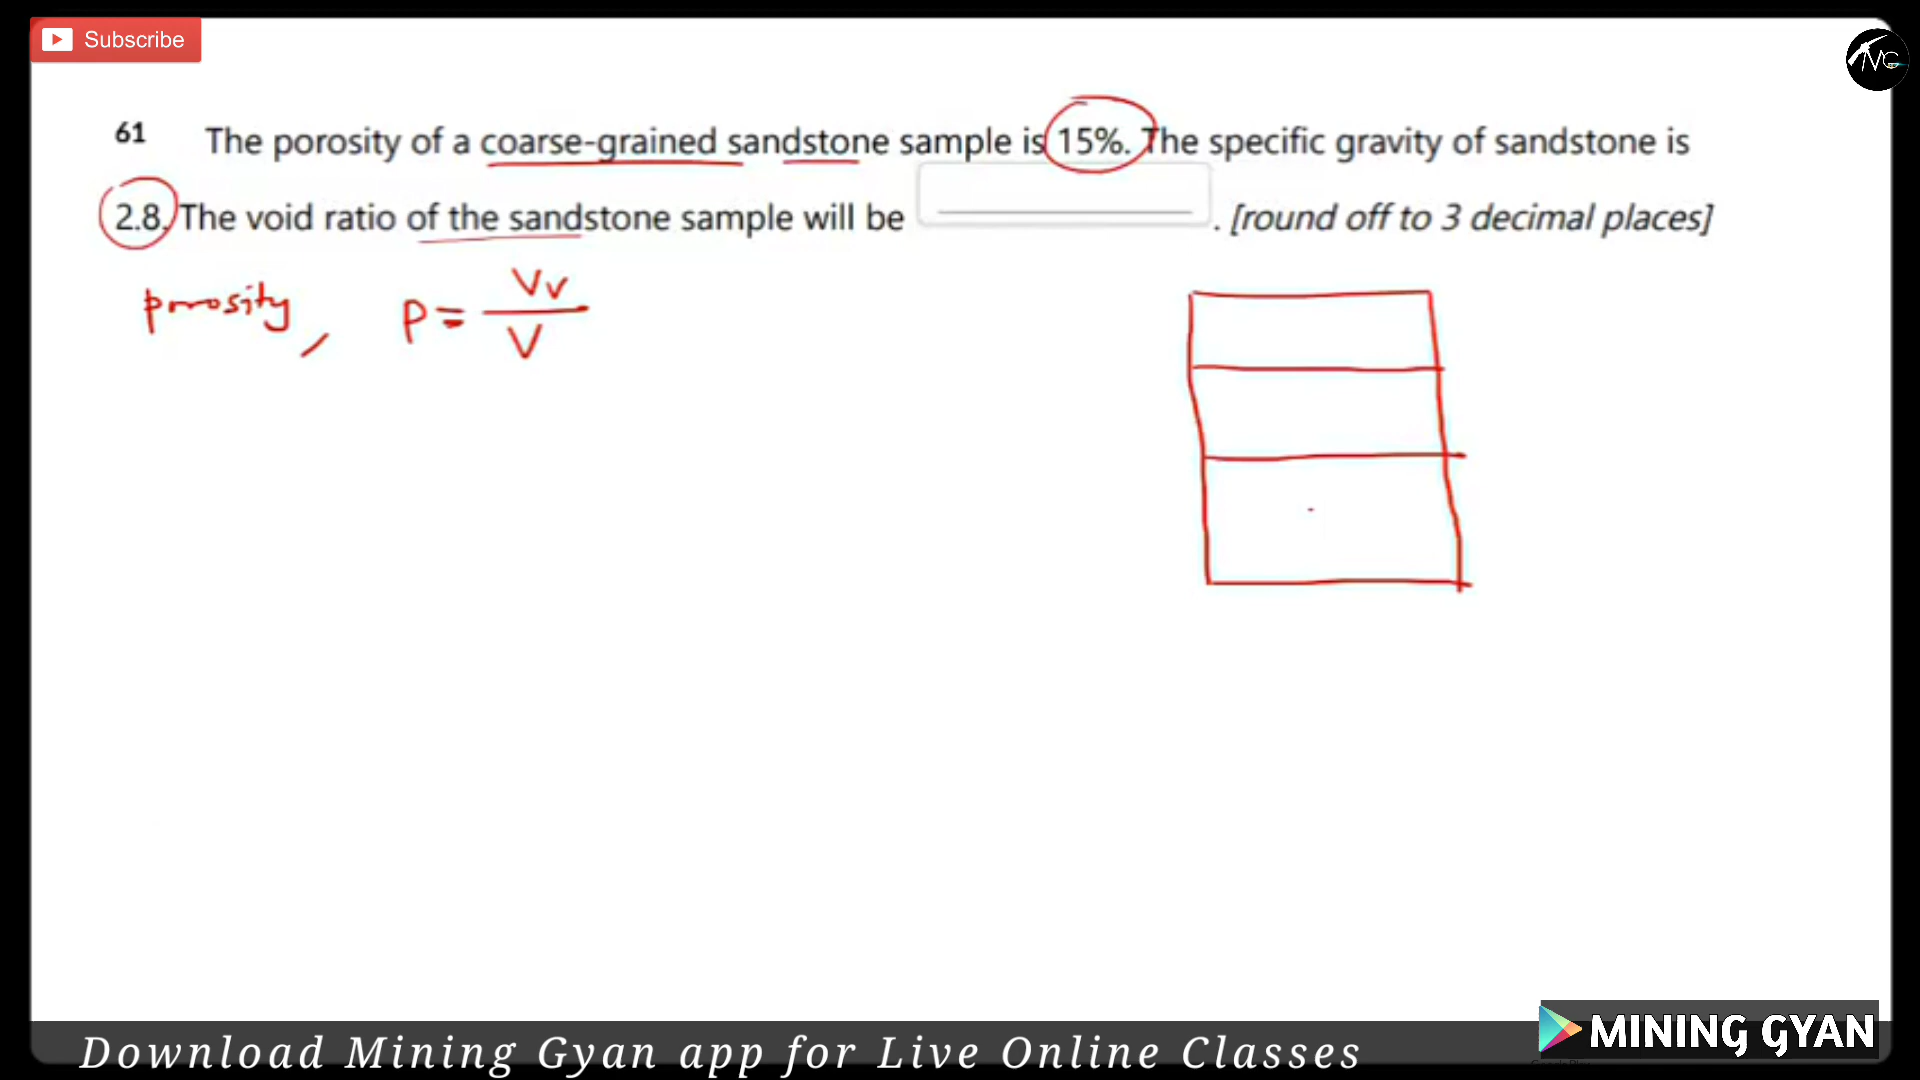 Subscribe
NG
61 The porosity of a coarse-grained sandstone sample is 15%. The specific gravity of sandstone is
2.8. The void ratio of the sandstone sample will be ________ . [round off to 3 decimal places]
porosity, P = Vv / V
MINING GYAN
Download Mining Gyan app for Live Online Classes